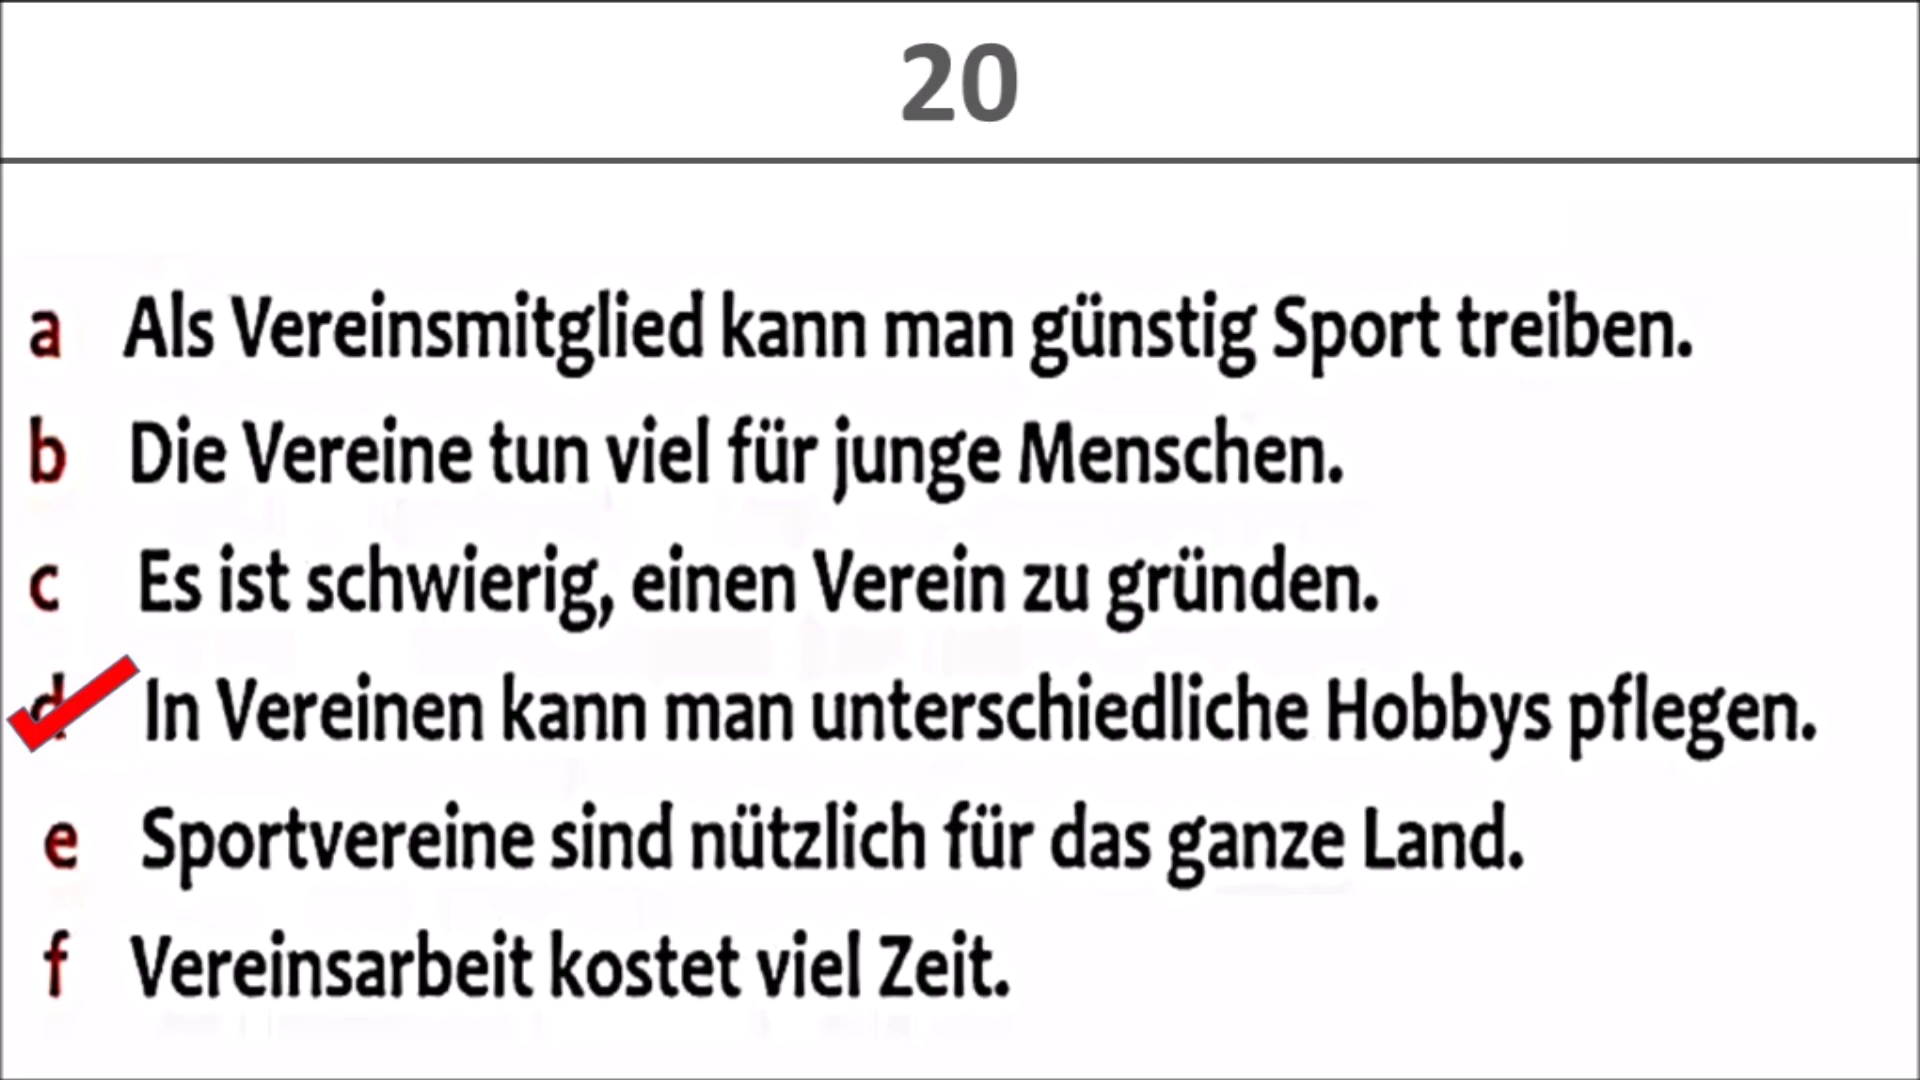 20
a Als Vereinsmitglied kann man günstig Sport treiben.
b Die Vereine tun viel für junge Menschen.
c Es ist schwierig, einen Verein zu gründen.
d In Vereinen kann man unterschiedliche Hobbys pflegen.
e Sportvereine sind nützlich für das ganze Land.
f Vereinsarbeit kostet viel Zeit.